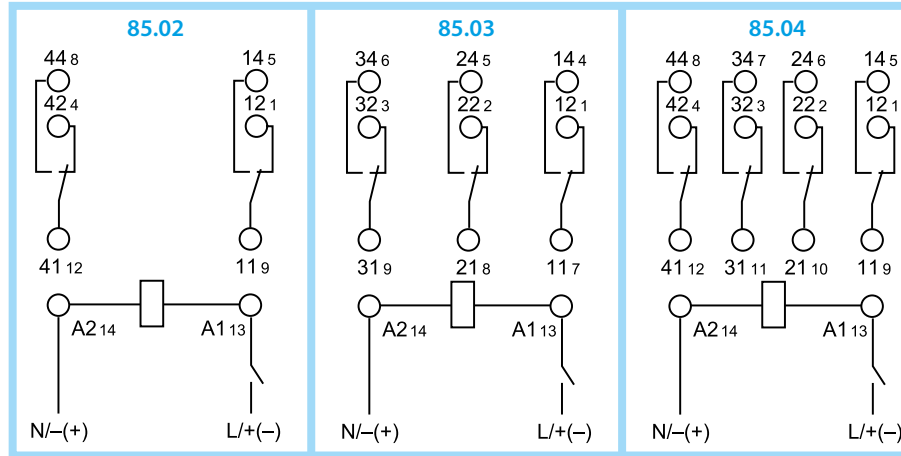 85.02
44 8 14 5
42 4 12 1
41 12 11 9
A2 14 A1 13
N/–(+) L/+(–)
85.03
34 6 24 5 14 4
32 3 22 2 12 1
31 9 21 8 11 7
A2 14 A1 13
N/–(+) L/+(–)
85.04
44 8 34 7 24 6 14 5
42 4 32 3 22 2 12 1
41 12 31 11 21 10 11 9
A2 14 A1 13
N/–(+) L/+(–)